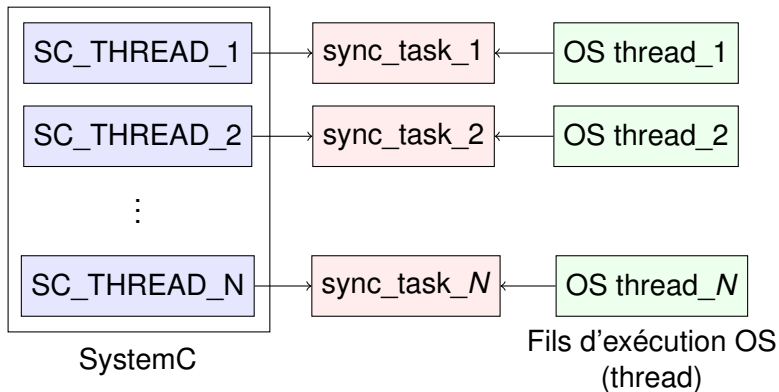 SC_THREAD_1 sync_task_1 OS thread_1
SC_THREAD_2 sync_task_2 OS thread_2
⋮
SC_THREAD_N sync_task_N OS thread_N
SystemC
Fils d'exécution OS
(thread)